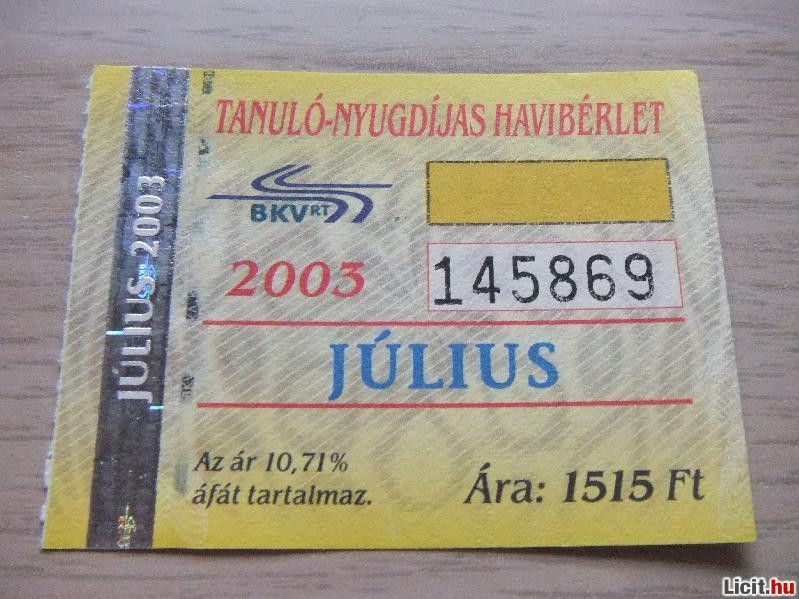 TANULÓ-NYUGDÍJAS HAVIBÉRLET
BKV RT
2003
145869
JÚLIUS
Az ár 10,71%
áfát tartalmaz.
Ára: 1515 Ft
JÚLIUS 2003
Licit.hu